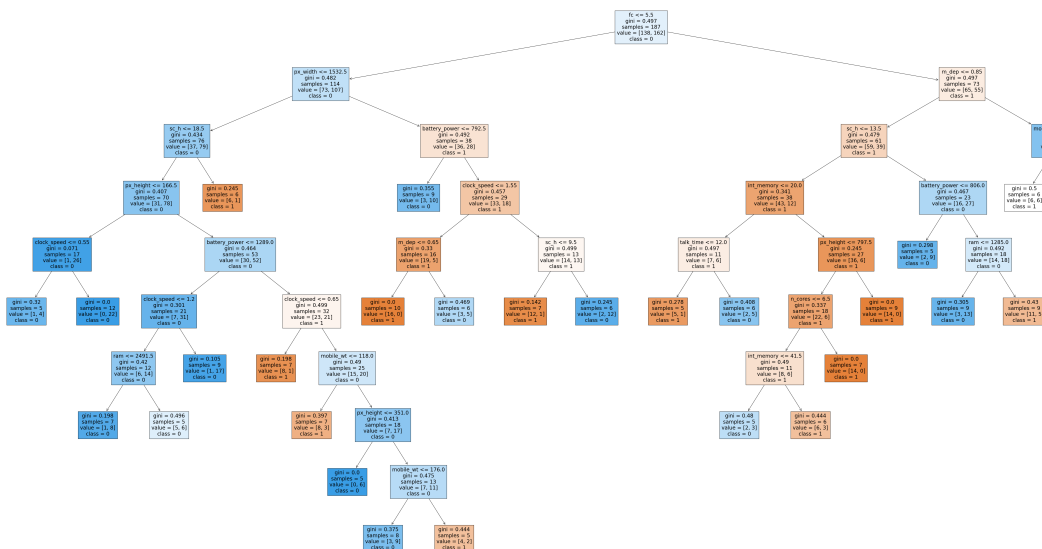 fc <= 5.5
gini = 0.497
samples = 187
value = [138, 162]
class = 0
px_width <= 1532.5
gini = 0.482
samples = 114
value = [73, 107]
class = 0
m_dep <= 0.85
gini = 0.497
samples = 73
value = [65, 55]
class = 1
sc_h <= 18.5
gini = 0.434
samples = 76
value = [37, 79]
class = 0
battery_power <= 792.5
gini = 0.492
samples = 38
value = [36, 28]
class = 1
sc_h <= 13.5
gini = 0.479
samples = 61
value = [59, 39]
class = 1
px_height <= 166.5
gini = 0.407
samples = 70
value = [31, 78]
class = 0
gini = 0.245
samples = 6
value = [6, 1]
class = 1
gini = 0.355
samples = 9
value = [3, 10]
class = 0
clock_speed <= 1.55
gini = 0.457
samples = 29
value = [33, 18]
class = 1
int_memory <= 20.0
gini = 0.341
samples = 38
value = [43, 12]
class = 1
battery_power <= 806.0
gini = 0.467
samples = 23
value = [16, 27]
class = 0
gini = 0.5
samples = 6
value = [6, 6]
class = 1
clock_speed <= 0.55
gini = 0.071
samples = 17
value = [1, 26]
class = 0
battery_power <= 1289.0
gini = 0.464
samples = 53
value = [30, 52]
class = 0
m_dep <= 0.65
gini = 0.33
samples = 16
value = [19, 5]
class = 1
sc_h <= 9.5
gini = 0.499
samples = 13
value = [14, 13]
class = 1
talk_time <= 12.0
gini = 0.497
samples = 11
value = [7, 6]
class = 1
px_height <= 797.5
gini = 0.245
samples = 27
value = [36, 6]
class = 1
gini = 0.298
samples = 5
value = [2, 9]
class = 0
ram <= 1285.0
gini = 0.492
samples = 18
value = [14, 18]
class = 0
gini = 0.32
samples = 5
value = [1, 4]
class = 0
gini = 0.0
samples = 12
value = [0, 22]
class = 0
clock_speed <= 1.2
gini = 0.301
samples = 21
value = [7, 31]
class = 0
clock_speed <= 0.65
gini = 0.499
samples = 32
value = [23, 21]
class = 1
gini = 0.0
samples = 10
value = [16, 0]
class = 1
gini = 0.469
samples = 6
value = [3, 5]
class = 0
gini = 0.142
samples = 7
value = [12, 1]
class = 1
gini = 0.245
samples = 6
value = [2, 12]
class = 0
gini = 0.278
samples = 5
value = [5, 1]
class = 1
gini = 0.408
samples = 6
value = [2, 5]
class = 0
n_cores <= 6.5
gini = 0.337
samples = 18
value = [22, 6]
class = 1
gini = 0.0
samples = 9
value = [14, 0]
class = 1
gini = 0.305
samples = 9
value = [3, 13]
class = 0
gini = 0.43
samples = 9
value = [11, 5
class = 1
ram <= 2491.5
gini = 0.42
samples = 12
value = [6, 14]
class = 0
gini = 0.105
samples = 9
value = [1, 17]
class = 0
gini = 0.198
samples = 7
value = [8, 1]
class = 1
mobile_wt <= 118.0
gini = 0.49
samples = 25
value = [15, 20]
class = 0
int_memory <= 41.5
gini = 0.49
samples = 11
value = [8, 6]
class = 1
gini = 0.0
samples = 7
value = [14, 0]
class = 1
gini = 0.198
samples = 7
value = [1, 8]
class = 0
gini = 0.496
samples = 5
value = [5, 6]
class = 0
gini = 0.397
samples = 7
value = [8, 3]
class = 1
px_height <= 351.0
gini = 0.413
samples = 18
value = [7, 17]
class = 0
gini = 0.48
samples = 5
value = [2, 3]
class = 0
gini = 0.444
samples = 6
value = [6, 3]
class = 1
gini = 0.0
samples = 5
value = [0, 6]
class = 0
mobile_wt <= 176.0
gini = 0.475
samples = 13
value = [7, 11]
class = 0
gini = 0.375
samples = 8
value = [3, 9]
class = 0
gini = 0.444
samples = 5
value = [4, 2]
class = 1